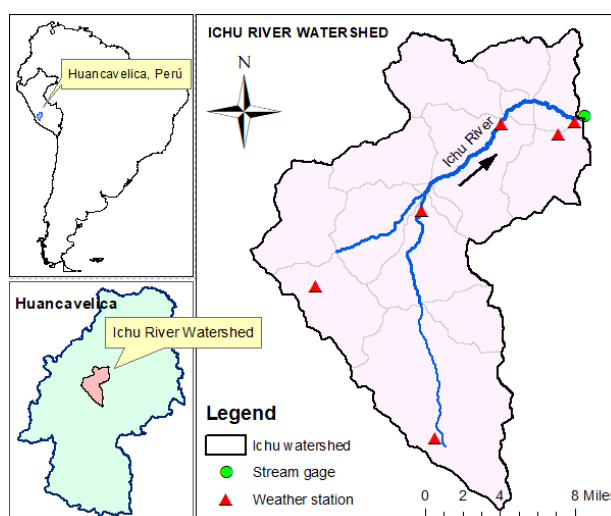 Huancavelica, Perú
Huancavelica
Ichu River Watershed
ICHU RIVER WATERSHED
N
Ichu River
Legend
Ichu watershed
Stream gage
Weather station
0 2 4 8 Miles